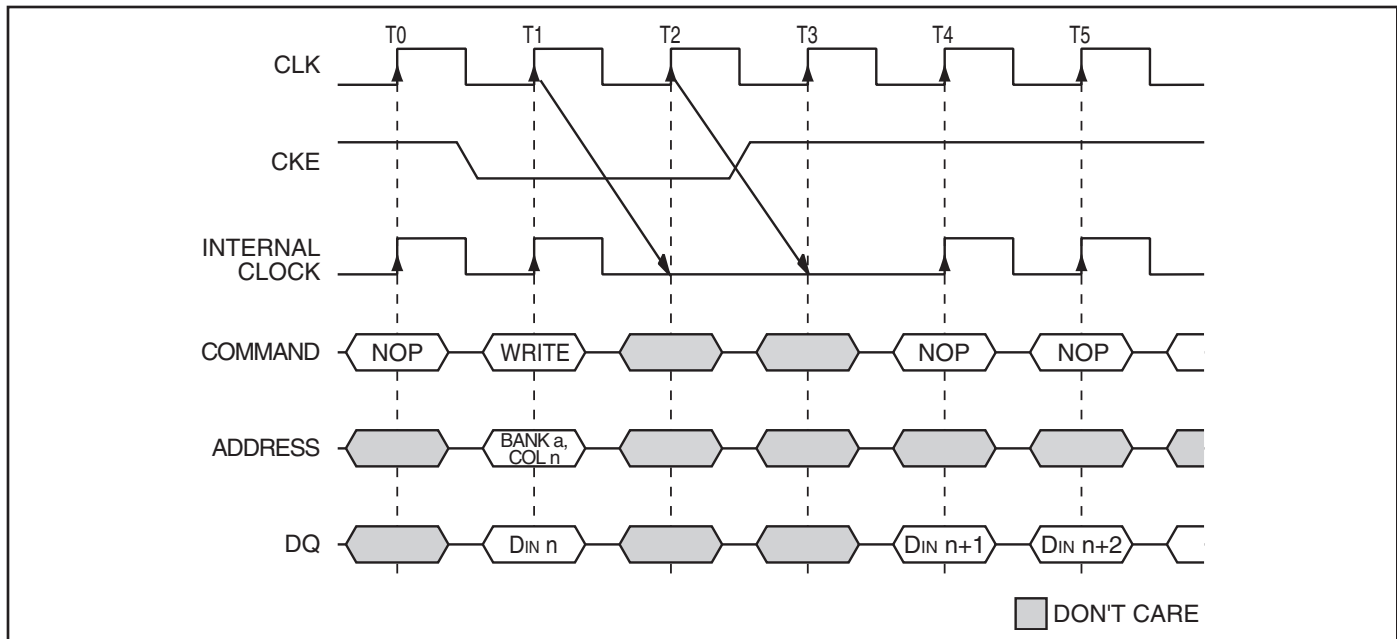 T0 T1 T2 T3 T4 T5
CLK
CKE
INTERNAL
CLOCK
COMMAND NOP WRITE NOP NOP
ADDRESS BANK a,
COL n
DQ DIN n DIN n+1 DIN n+2
DON'T CARE